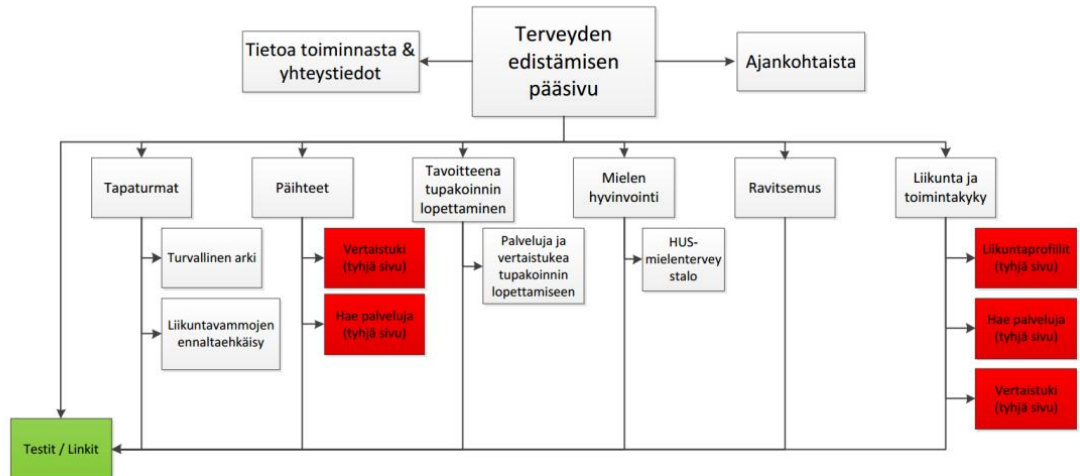 Terveyden
edistämisen
pääsivu
Tietoa toiminnasta &
yhteystiedot
Ajankohtaista
Tapaturmat
Päihteet
Tavoitteena
tupakoinnin
lopettaminen
Mielen
hyvinvointi
Ravitsemus
Liikunta ja
toimintakyky
Turvallinen arki
Liikuntavammojen
ennaltaehkäisy
Vertaistuki
(tyhjä sivu)
Hae palveluja
(tyhjä sivu)
Palveluja ja
vertaistukea
tupakoinnin
lopettamiseen
HUS-
mielentervey
stalo
Liikuntaprofiilit
(tyhjä sivu)
Hae palveluja
(tyhjä sivu)
Vertaistuki
(tyhjä sivu)
Testit / Linkit